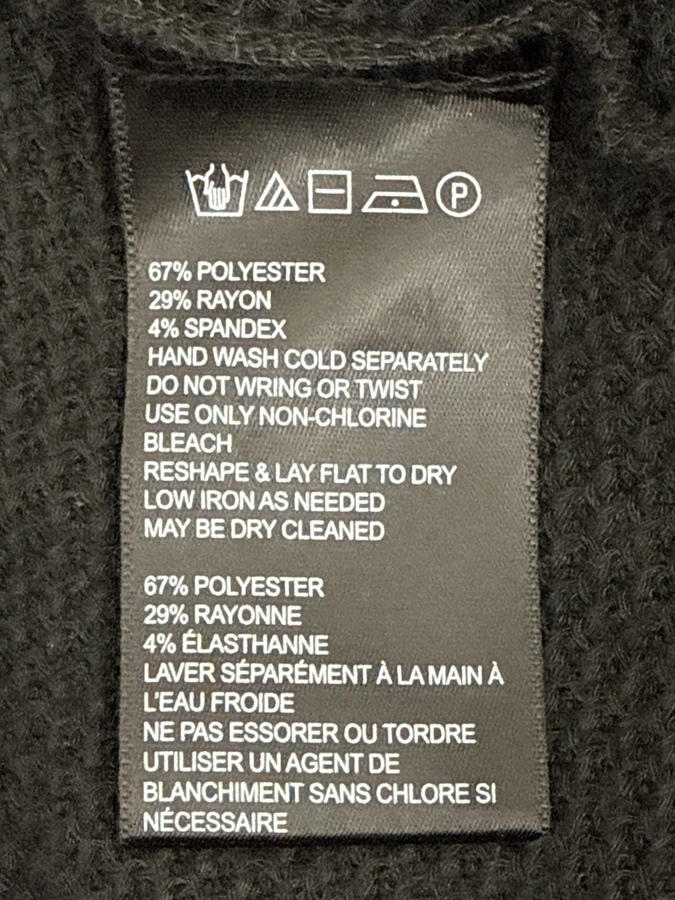 P
67% POLYESTER
29% RAYON
4% SPANDEX
HAND WASH COLD SEPARATELY
DO NOT WRING OR TWIST
USE ONLY NON-CHLORINE
BLEACH
RESHAPE & LAY FLAT TO DRY
LOW IRON AS NEEDED
MAY BE DRY CLEANED
67% POLYESTER
29% RAYONNE
4% ÉLASTHANNE
LAVER SÉPARÉMENT À LA MAIN À
L'EAU FROIDE
NE PAS ESSORER OU TORDRE
UTILISER UN AGENT DE
BLANCHIMENT SANS CHLORE SI
NÉCESSAIRE